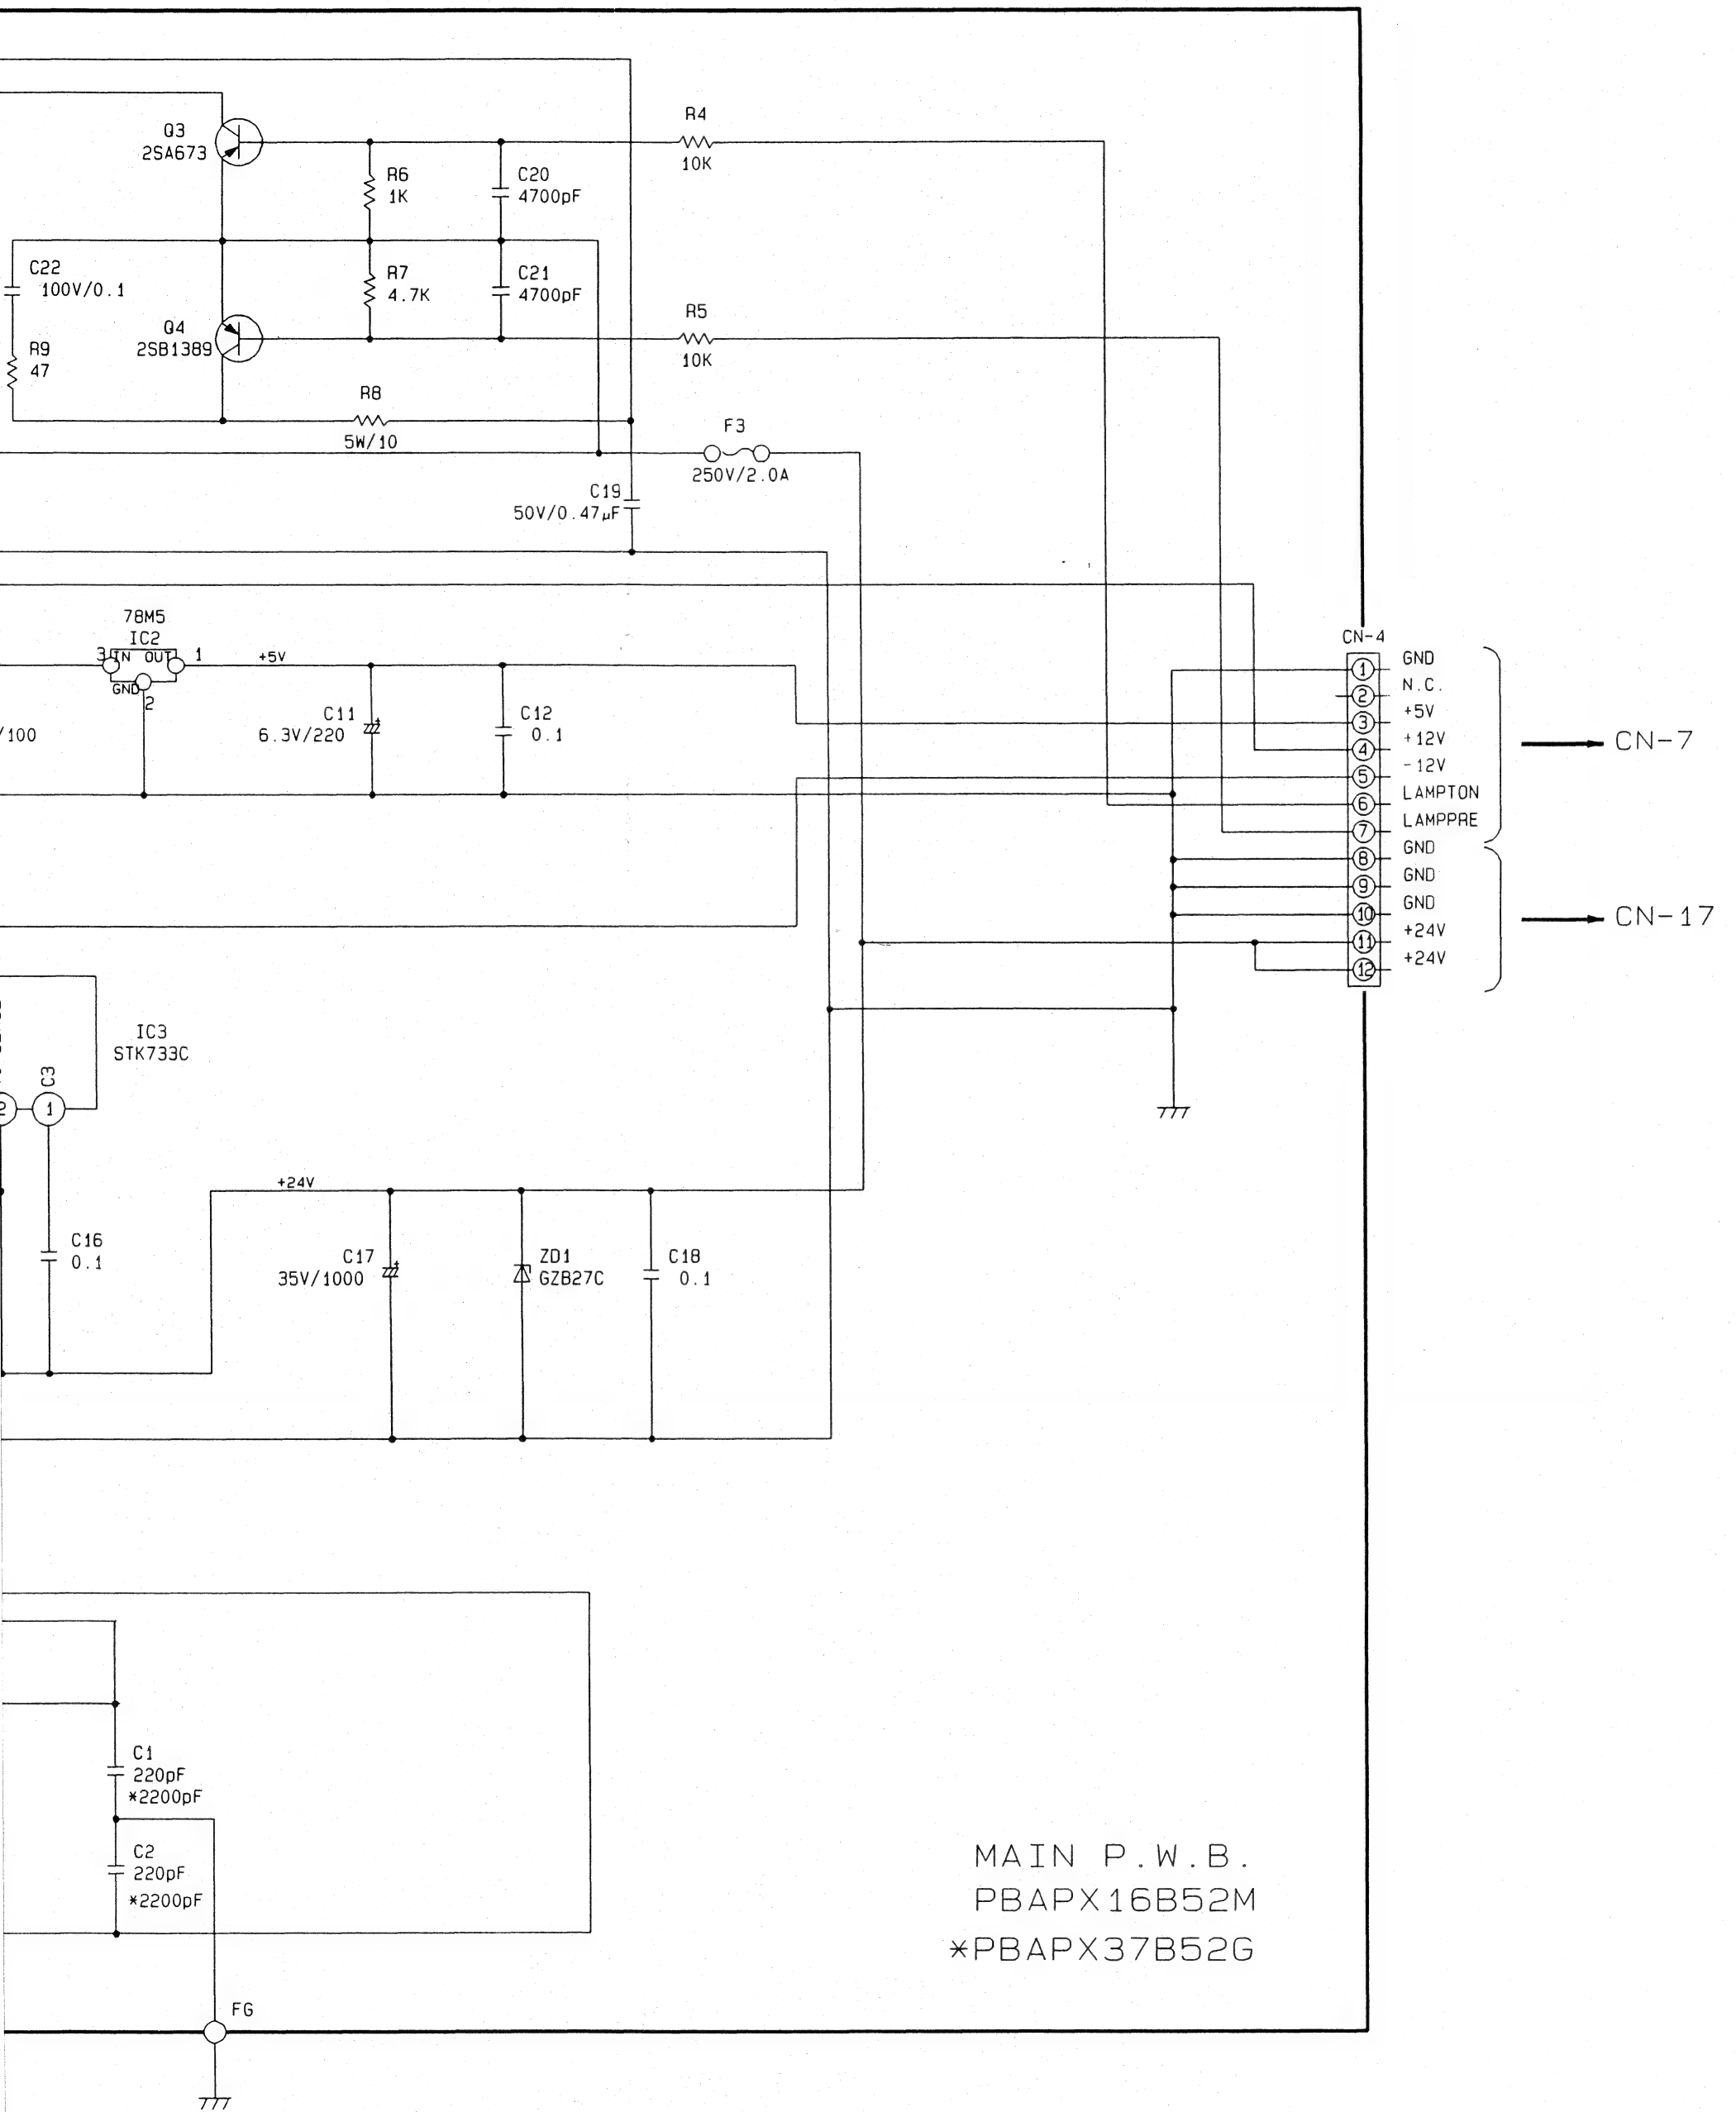 R4
10K
Q3
2SA673
R6
1K
C20
4700pF
C22
100V/0.1
R7
4.7K
C21
4700pF
R5
10K
Q4
2SB1389
R9
47
R8
5W/10
F3
250V/2.0A
C19
50V/0.47µF
78M5
IC2
3 IN OUT 1
GND
2
+5V
/100
C11
6.3V/220
+
C12
0.1
CN-4
1 GND
2 N.C.
3 +5V
4 +12V
5 -12V
6 LAMPTON
7 LAMPPRE
8 GND
9 GND
10 GND
11 +24V
12 +24V
CN-7
CN-17
IC3
STK733C
C3
2 1
+24V
C16
0.1
C17
35V/1000
+
ZD1
GZB27C
C18
0.1
C1
220pF
*2200pF
C2
220pF
*2200pF
MAIN P.W.B.
PBAPX16B52M
*PBAPX37B52G
FG